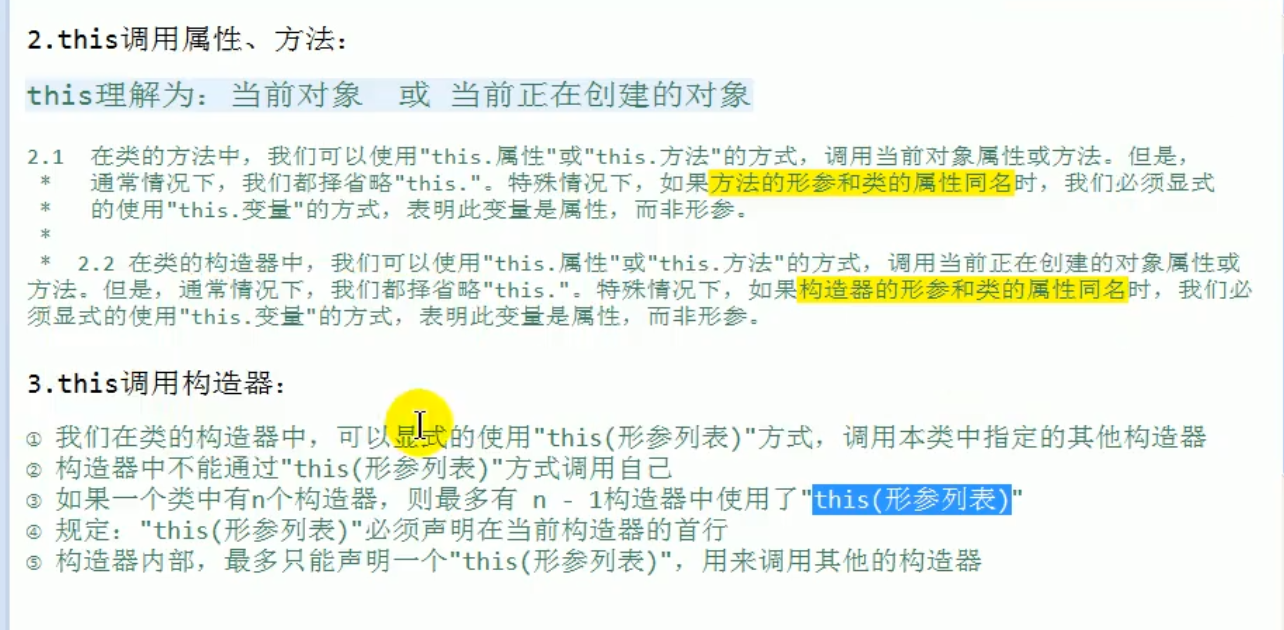 2.this调用属性、方法：
this理解为：当前对象 或 当前正在创建的对象
2.1 在类的方法中，我们可以使用"this.属性"或"this.方法"的方式，调用当前对象属性或方法。但是，
* 通常情况下，我们都择省略"this."。特殊情况下，如果方法的形参和类的属性同名时，我们必须显式
* 的使用"this.变量"的方式，表明此变量是属性，而非形参。
*
* 2.2 在类的构造器中，我们可以使用"this.属性"或"this.方法"的方式，调用当前正在创建的对象属性或
方法。但是，通常情况下，我们都择省略"this."。特殊情况下，如果构造器的形参和类的属性同名时，我们必
须显式的使用"this.变量"的方式，表明此变量是属性，而非形参。
3.this调用构造器：
① 我们在类的构造器中，可以显式的使用"this(形参列表)"方式，调用本类中指定的其他构造器
② 构造器中不能通过"this(形参列表)"方式调用自己
③ 如果一个类中有n个构造器，则最多有 n - 1构造器中使用了"this(形参列表)"
④ 规定："this(形参列表)"必须声明在当前构造器的首行
⑤ 构造器内部，最多只能声明一个"this(形参列表)"，用来调用其他的构造器